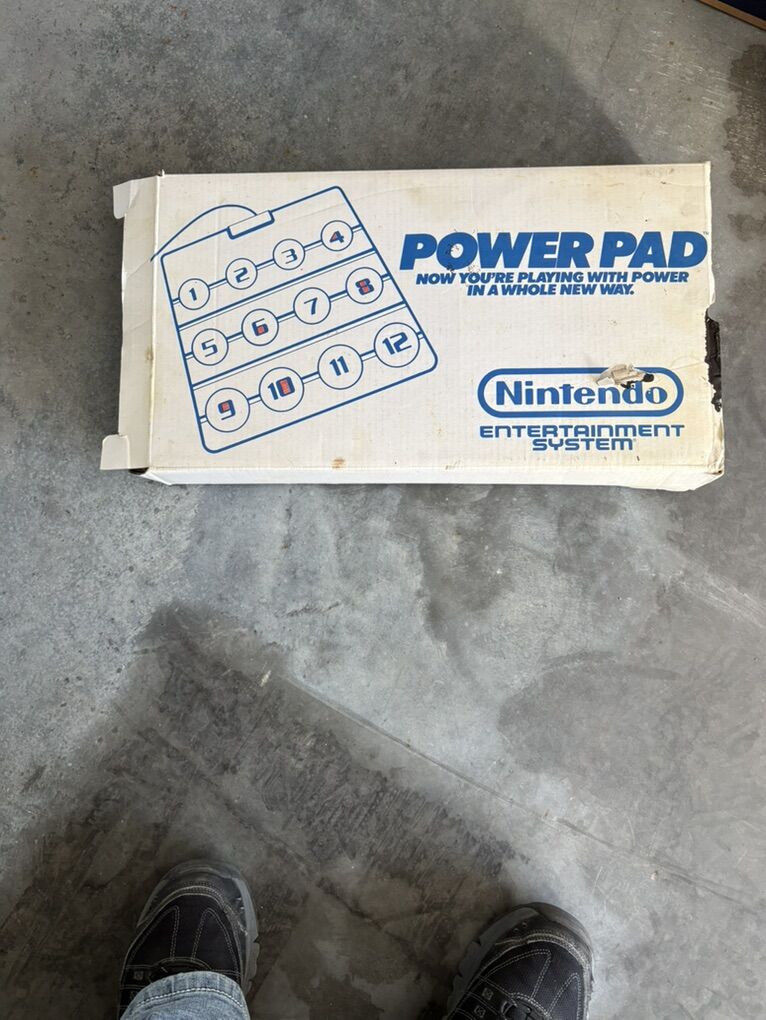 1 2 3 4
5 6 7 8
9 10 11 12
POWER PAD™
NOW YOU'RE PLAYING WITH POWER
IN A WHOLE NEW WAY.
Nintendo
ENTERTAINMENT
SYSTEM®